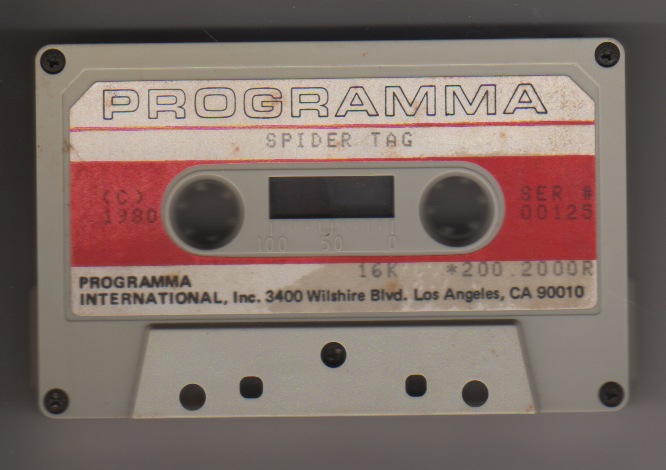 PROGRAMMA
SPIDER TAG
(C)
1980
SER #
00125
100 50 0
16K *200.2000R
PROGRAMMA
INTERNATIONAL, Inc. 3400 Wilshire Blvd. Los Angeles, CA 90010